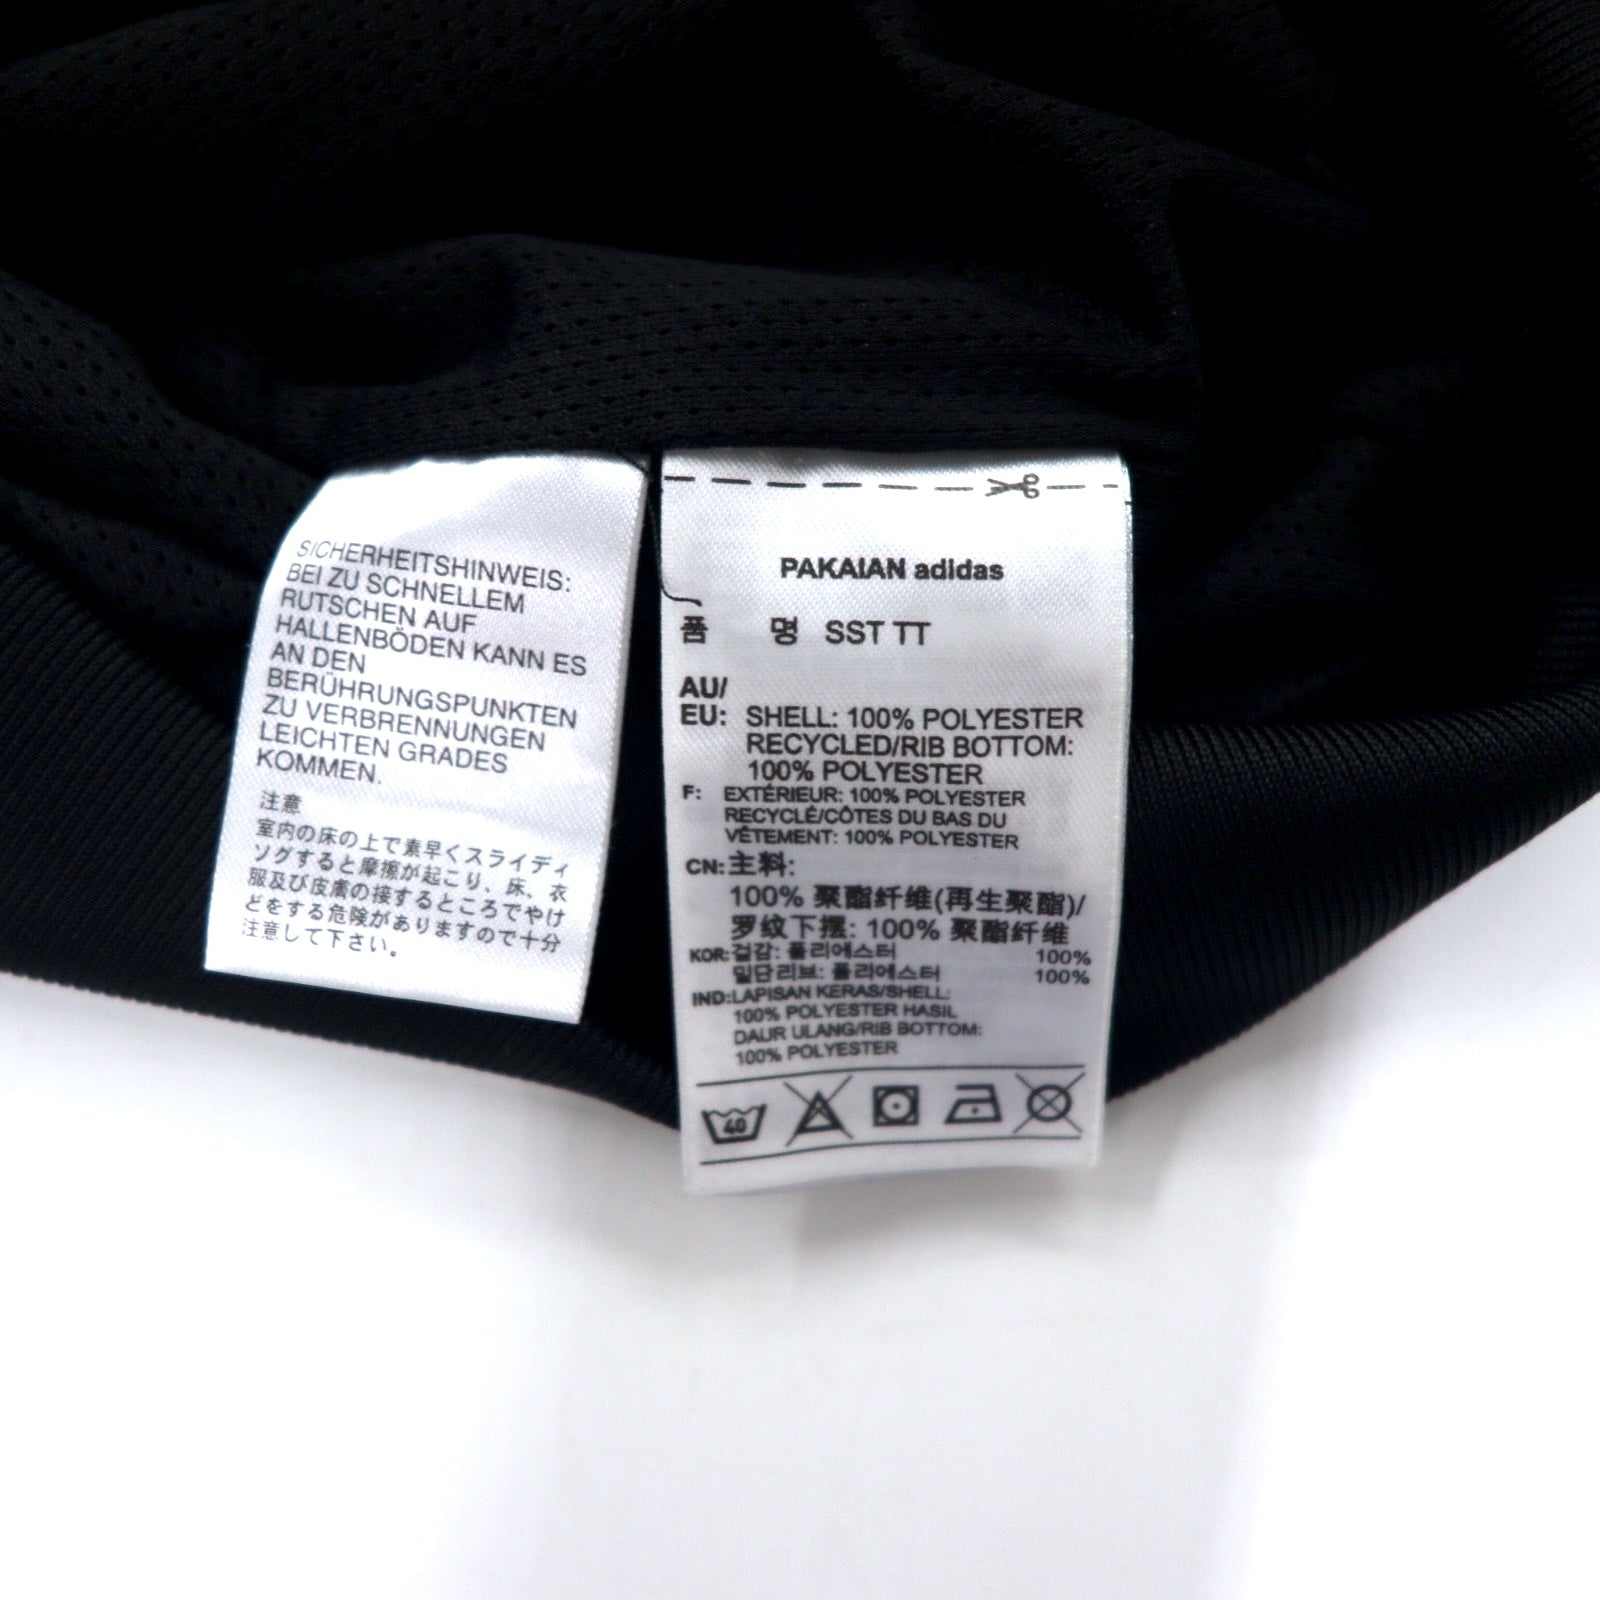 SICHERHEITSHINWEIS:
BEI ZU SCHNELLEM
RUTSCHEN AUF
HALLENBÖDEN KANN ES
AN DEN
BERÜHRUNGSPUNKTEN
ZU VERBRENNUNGEN
LEICHTEN GRADES
KOMMEN.
注意
室内の床の上で素早くスライディ
ングすると摩擦が起こり、床、衣
服及び皮膚の接するところでやけ
どをする危険がありますので十分
注意して下さい。
PAKAIAN adidas
품 명 SST TT
AU/
EU: SHELL: 100% POLYESTER
RECYCLED/RIB BOTTOM:
100% POLYESTER
F: EXTÉRIEUR: 100% POLYESTER
RECYCLÉ/CÔTES DU BAS DU
VÊTEMENT: 100% POLYESTER
CN: 主料:
100% 聚酯纤维(再生聚酯)/
罗纹下摆: 100% 聚酯纤维
KOR: 겉감: 폴리에스터 100%
밑단리브: 폴리에스터 100%
IND: LAPISAN KERAS/SHELL:
100% POLYESTER HASIL
DAUR ULANG/RIB BOTTOM:
100% POLYESTER
40